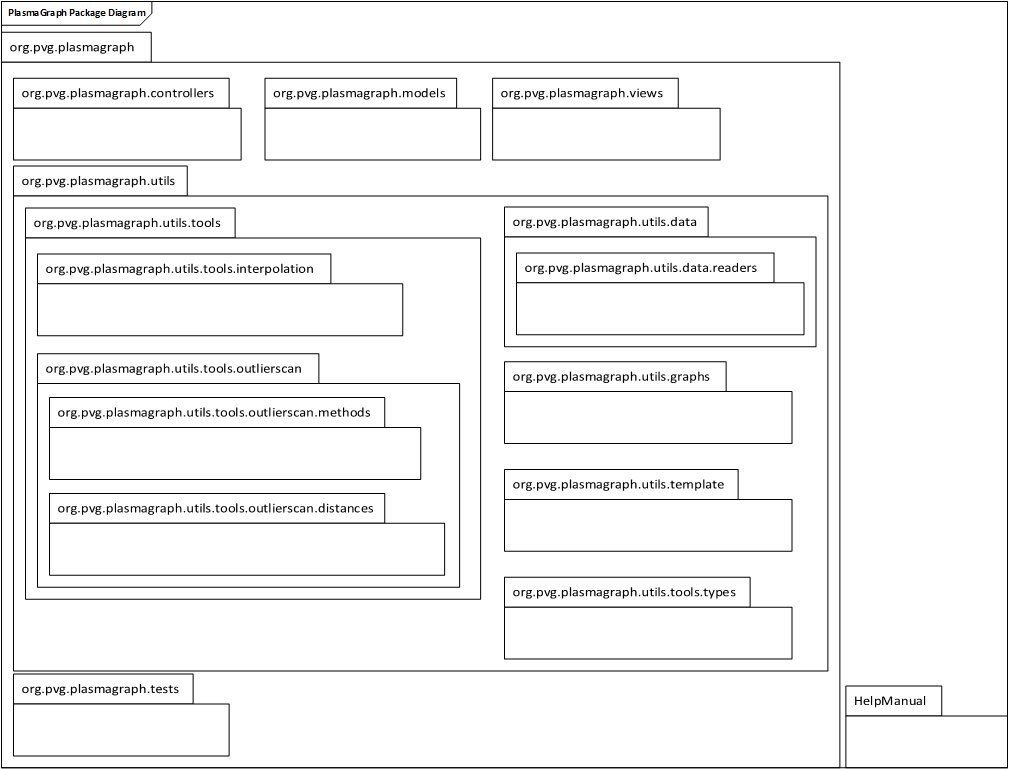 PlasmaGraph Package Diagram
org.pvg.plasmagraph
org.pvg.plasmagraph.controllers
org.pvg.plasmagraph.models
org.pvg.plasmagraph.views
org.pvg.plasmagraph.utils
org.pvg.plasmagraph.utils.tools
org.pvg.plasmagraph.utils.tools.interpolation
org.pvg.plasmagraph.utils.tools.outlierscan
org.pvg.plasmagraph.utils.tools.outlierscan.methods
org.pvg.plasmagraph.utils.tools.outlierscan.distances
org.pvg.plasmagraph.utils.data
org.pvg.plasmagraph.utils.data.readers
org.pvg.plasmagraph.utils.graphs
org.pvg.plasmagraph.utils.template
org.pvg.plasmagraph.utils.tools.types
org.pvg.plasmagraph.tests
HelpManual